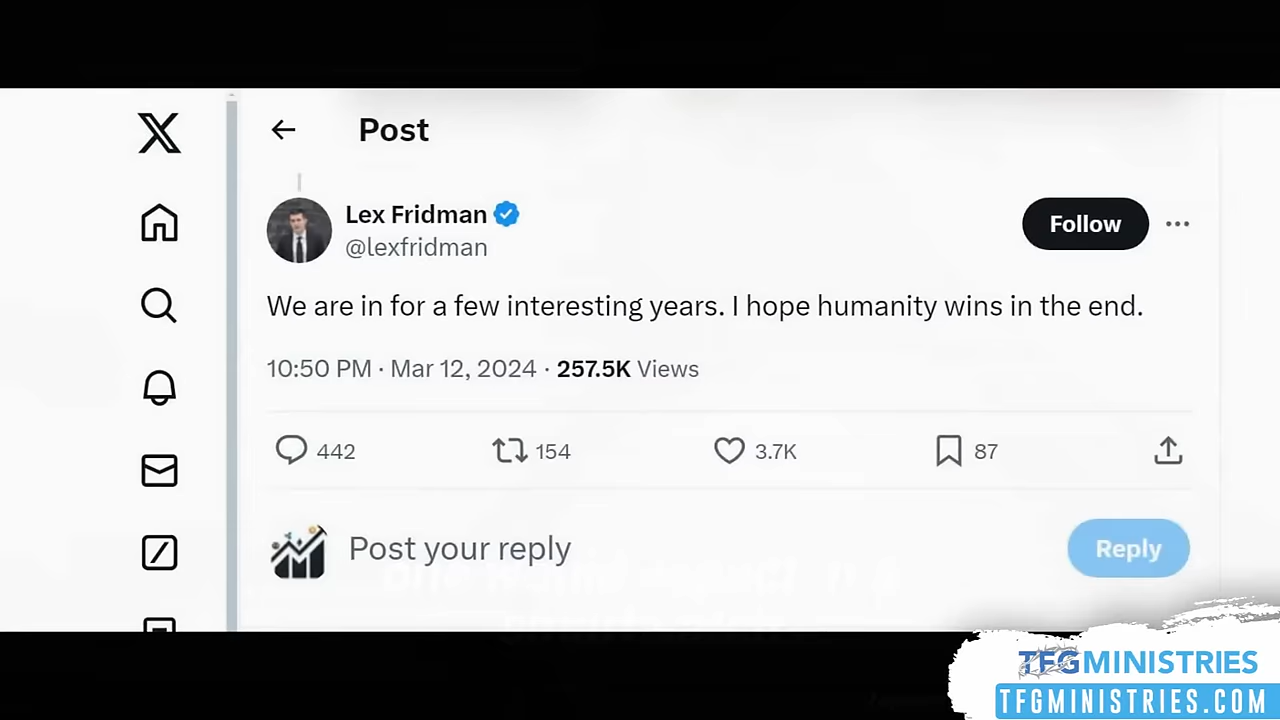 Post
Lex Fridman
@lexfridman
Follow
We are in for a few interesting years. I hope humanity wins in the end.
10:50 PM · Mar 12, 2024 · 257.5K Views
442 154 3.7K 87
Post your reply
Reply
TFGMINISTRIES
TFGMINISTRIES.COM